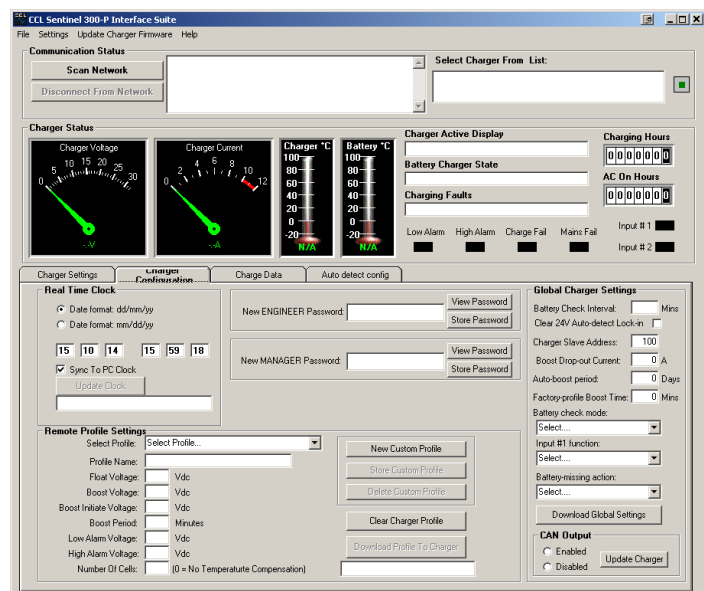 CCL Sentinel 300-P Interface Suite
File Settings Update Charger Firmware Help
Communication Status
Scan Network
Disconnect From Network
Select Charger From List:
Charger Status
Charger Voltage
0 5 10 15 20 25 30
-.-V
Charger Current
0 2 4 6 8 10 12
-.-A
Charger °C
100
80
60
40
20
0
-20
N/A
Battery °C
100
80
60
40
20
0
-20
N/A
Charger Active Display
Battery Charger State
Charging Faults
Low Alarm High Alarm Charge Fail Mains Fail
Charging Hours
0000000
AC On Hours
0000000
Input # 1
Input # 2
Charger Settings
Charger Configuration
Charge Data
Auto detect config
Real Time Clock
Date format: dd/mm/yy
Date format: mm/dd/yy
15 10 14 15 59 18
Sync To PC Clock
Update Clock
New ENGINEER Password:
View Password
Store Password
New MANAGER Password:
View Password
Store Password
Remote Profile Settings
Select Profile: Select Profile...
Profile Name:
Float Voltage: Vdc
Boost Voltage: Vdc
Boost Initiate Voltage: Vdc
Boost Period: Minutes
Low Alarm Voltage: Vdc
High Alarm Voltage: Vdc
Number Of Cells: (0 = No Temperatuirte Compensation)
New Custom Profile
Store Custom Profile
Delete Custom Profile
Clear Charger Profile
Download Profile To Charger
Global Charger Settings
Battery Check Interval: Mins
Clear 24V Auto-detect Lock-in
Charger Slave Address: 100
Boost Drop-out Current: 0 A
Auto-boost period: 0 Days
Factory-profile Boost Time: 0 Mins
Battery check mode:
Select....
Input #1 function:
Select....
Battery-missing action:
Select....
Download Global Settings
CAN Output
Enabled
Disabled
Update Charger